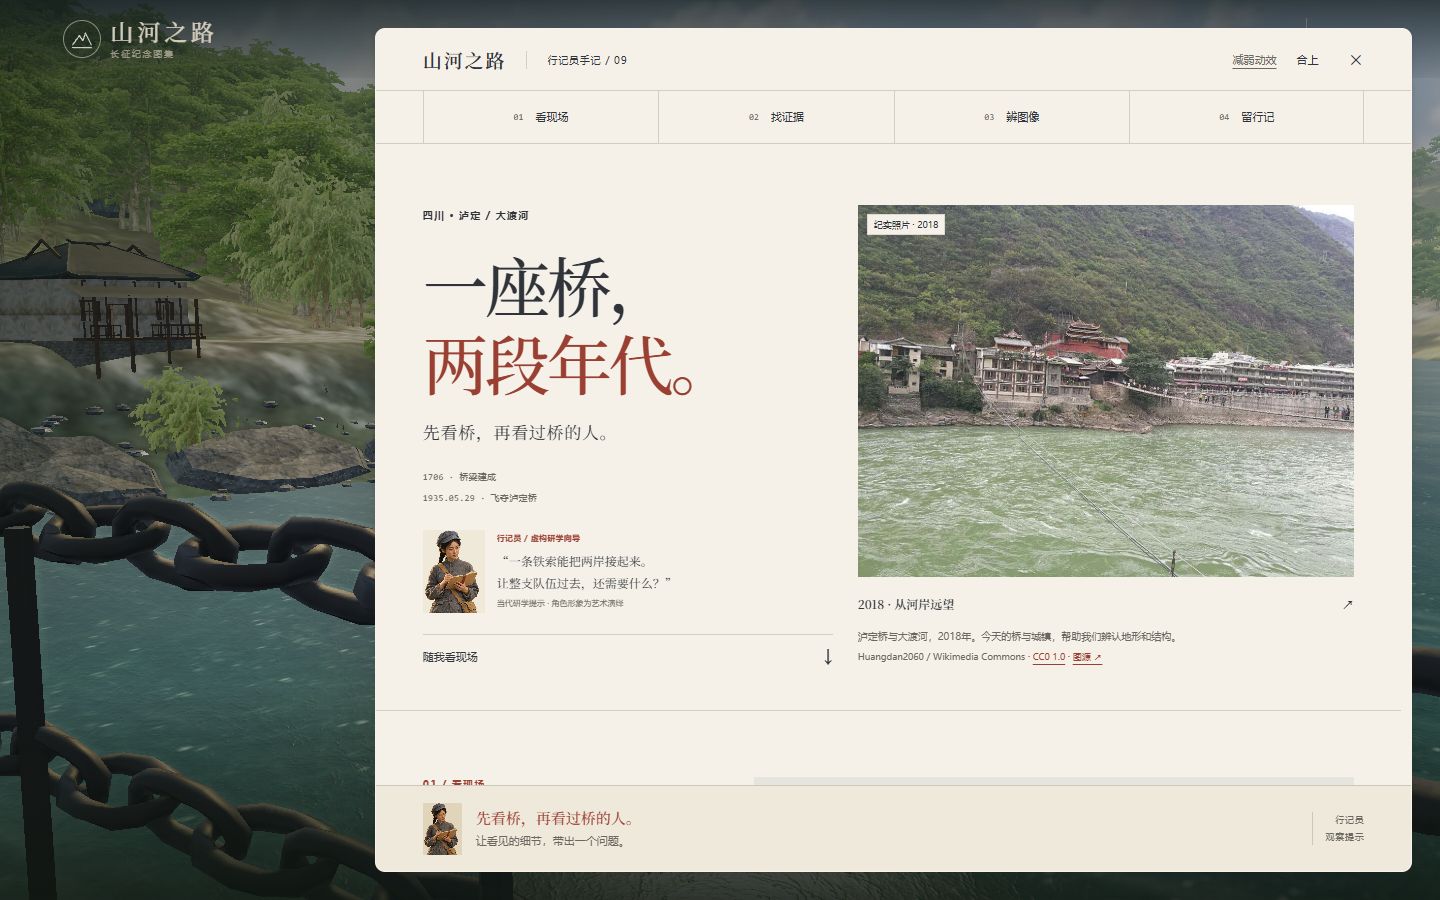 山河之路
长征纪念图集
山河之路
行记员手记 / 09
减弱动效
合上
01 看现场
02 找证据
03 辨图像
04 留行记
四川 • 泸定 / 大渡河
一座桥，
两段年代。
先看桥，再看过桥的人。
1706 · 桥梁建成
1935.05.29 · 飞夺泸定桥
行记员 / 虚构研学向导
“一条铁索能把两岸接起来。
让整支队伍过去，还需要什么？”
当代研学提示 · 角色形象为艺术演绎
随我看现场
纪实照片 · 2018
2018 · 从河岸远望
泸定桥与大渡河，2018年。今天的桥与城镇，帮助我们辨认地形和结构。
Huangdan2060 / Wikimedia Commons · CC0 1.0 · 图源 ↗
01 / 看现场
先看桥，再看过桥的人。
让看见的细节，带出一个问题。
行记员
观察提示